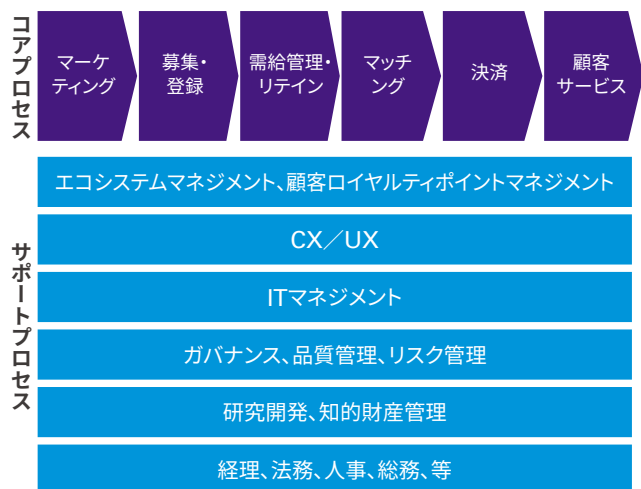 コアプロセス
マーケ
ティング
募集・
登録
需給管理・
リテイン
マッチ
ング
決済
顧客
サービス
サポートプロセス
エコシステムマネジメント、顧客ロイヤルティポイントマネジメント
CX／UX
ITマネジメント
ガバナンス、品質管理、リスク管理
研究開発、知的財産管理
経理、法務、人事、総務、等